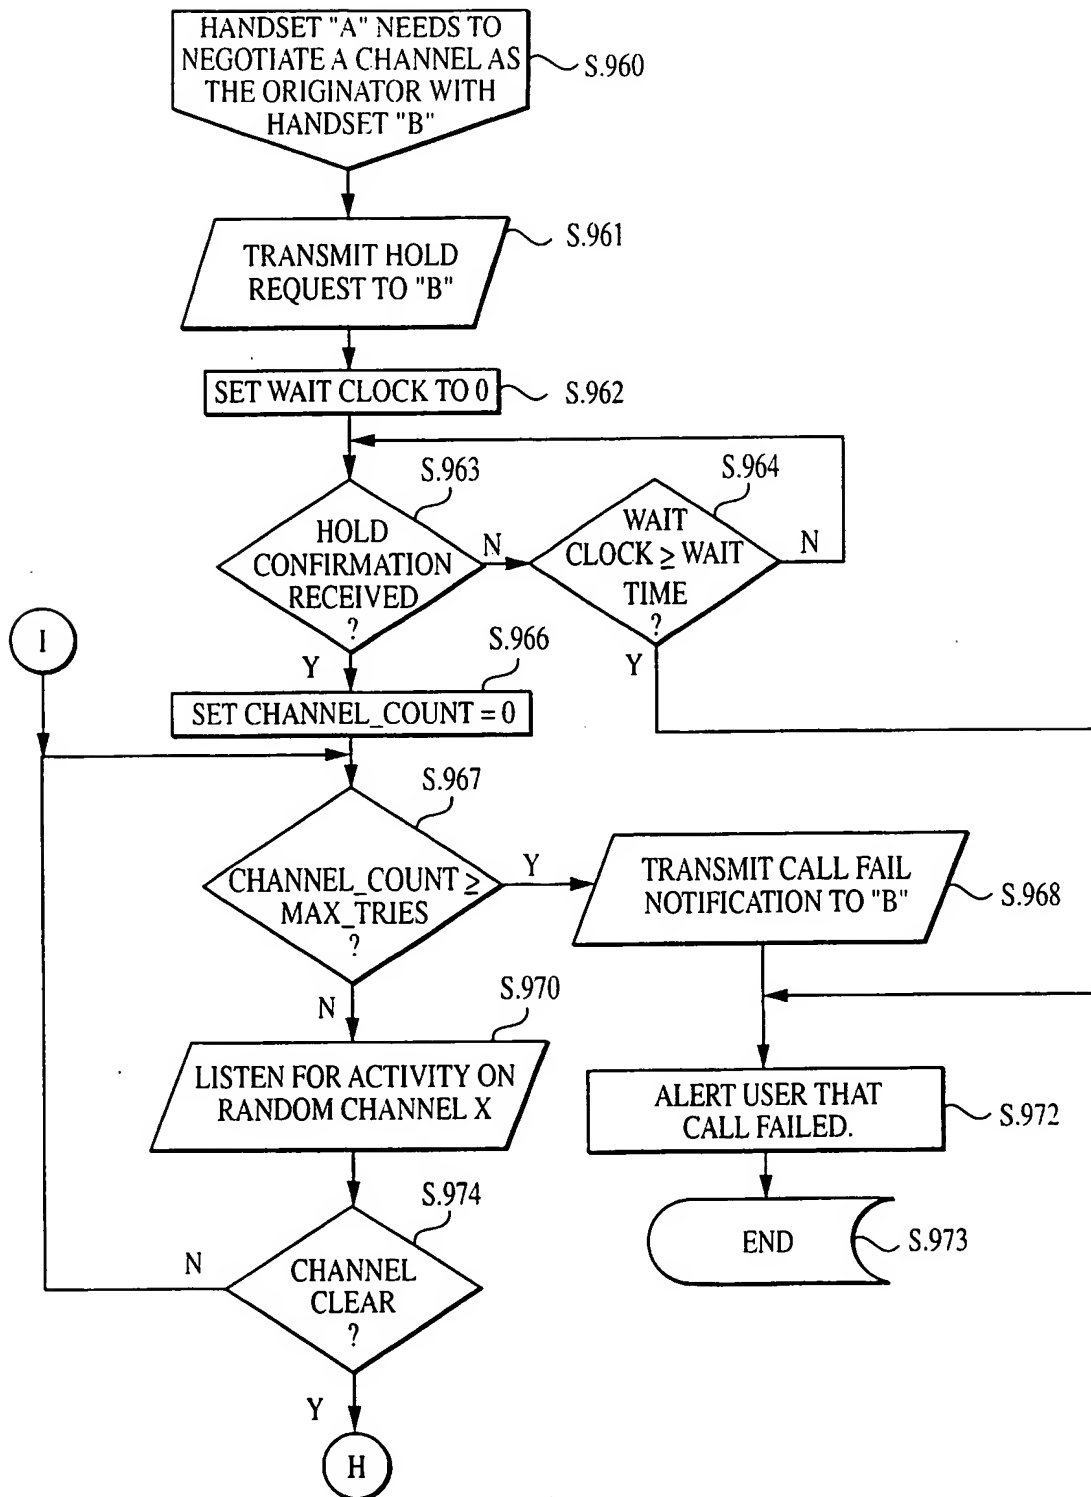 HANDSET "A" NEEDS TO
NEGOTIATE A CHANNEL AS
THE ORIGINATOR WITH
HANDSET "B"
S.960
TRANSMIT HOLD
REQUEST TO "B"
S.961
SET WAIT CLOCK TO 0
S.962
HOLD
CONFIRMATION
RECEIVED
?
S.963
N
Y
WAIT
CLOCK ≥ WAIT
TIME
?
S.964
N
Y
I
SET CHANNEL_COUNT = 0
S.966
CHANNEL_COUNT ≥
MAX_TRIES
?
S.967
Y
N
TRANSMIT CALL FAIL
NOTIFICATION TO "B"
S.968
LISTEN FOR ACTIVITY ON
RANDOM CHANNEL X
S.970
ALERT USER THAT
CALL FAILED.
S.972
CHANNEL
CLEAR
?
S.974
N
Y
END
S.973
H